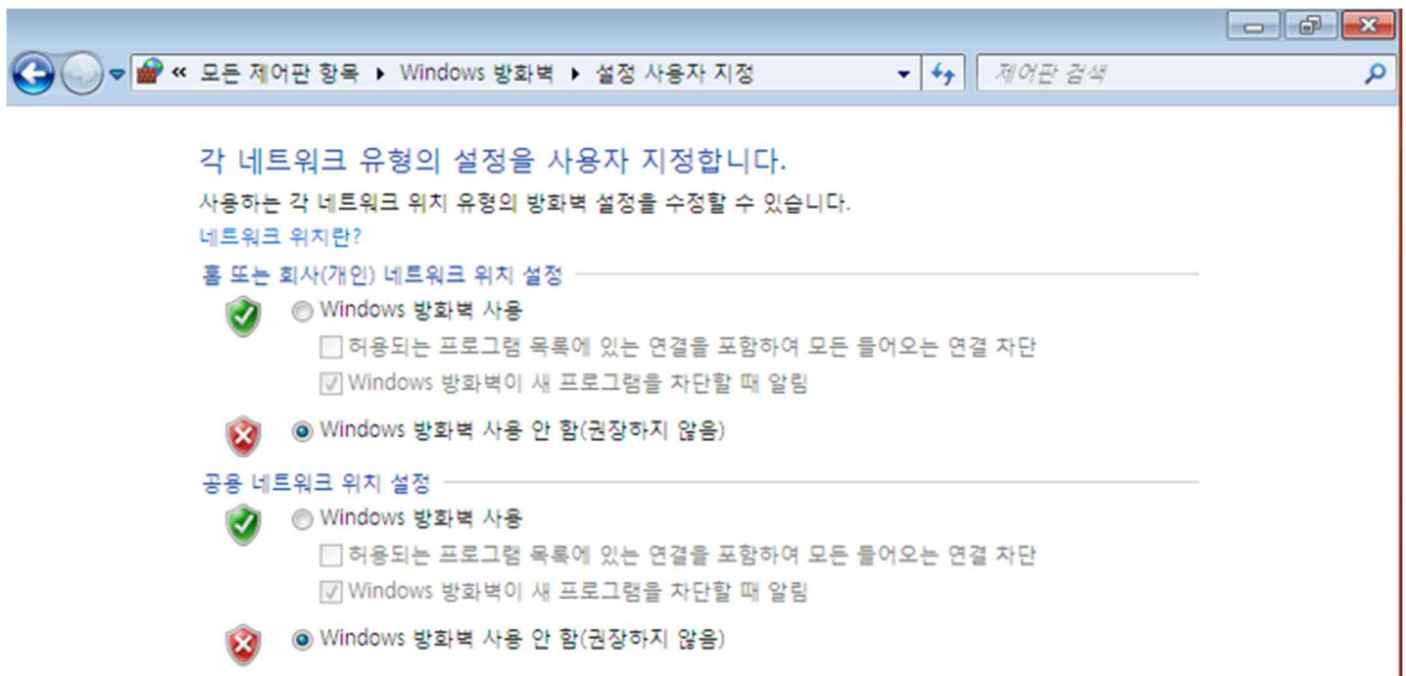 « 모든 제어판 항목 ▸ Windows 방화벽 ▸ 설정 사용자 지정
제어판 검색
각 네트워크 유형의 설정을 사용자 지정합니다.
사용하는 각 네트워크 위치 유형의 방화벽 설정을 수정할 수 있습니다.
네트워크 위치란?
홈 또는 회사(개인) 네트워크 위치 설정
Windows 방화벽 사용
허용되는 프로그램 목록에 있는 연결을 포함하여 모든 들어오는 연결 차단
Windows 방화벽이 새 프로그램을 차단할 때 알림
Windows 방화벽 사용 안 함(권장하지 않음)
공용 네트워크 위치 설정
Windows 방화벽 사용
허용되는 프로그램 목록에 있는 연결을 포함하여 모든 들어오는 연결 차단
Windows 방화벽이 새 프로그램을 차단할 때 알림
Windows 방화벽 사용 안 함(권장하지 않음)